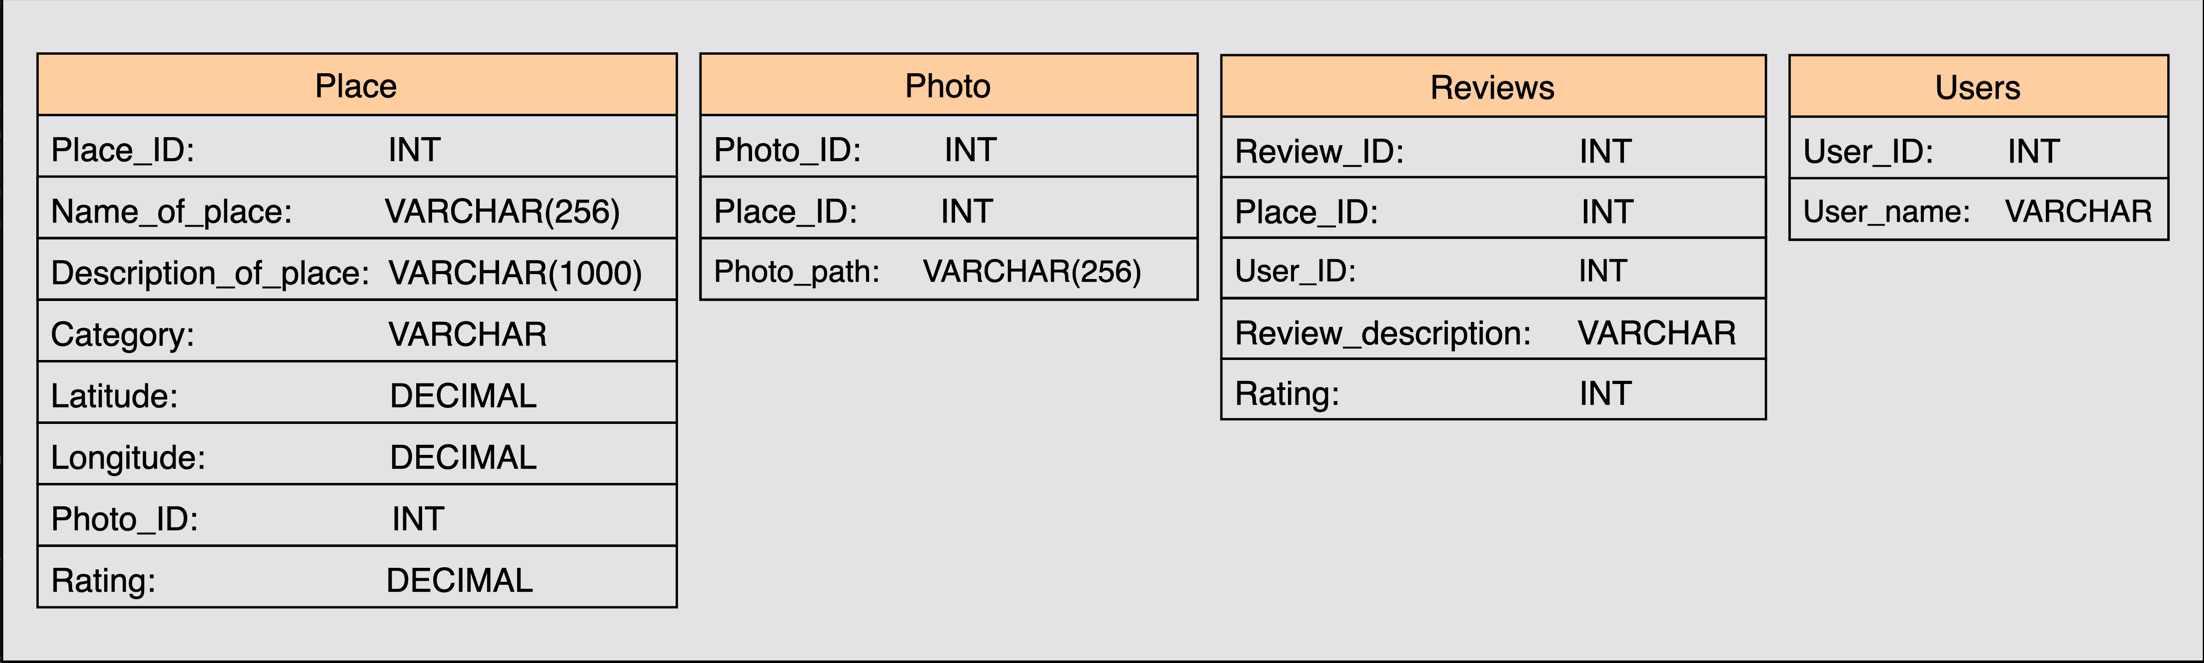 Place
Place_ID: INT
Name_of_place: VARCHAR(256)
Description_of_place: VARCHAR(1000)
Category: VARCHAR
Latitude: DECIMAL
Longitude: DECIMAL
Photo_ID: INT
Rating: DECIMAL
Photo
Photo_ID: INT
Place_ID: INT
Photo_path: VARCHAR(256)
Reviews
Review_ID: INT
Place_ID: INT
User_ID: INT
Review_description: VARCHAR
Rating: INT
Users
User_ID: INT
User_name: VARCHAR